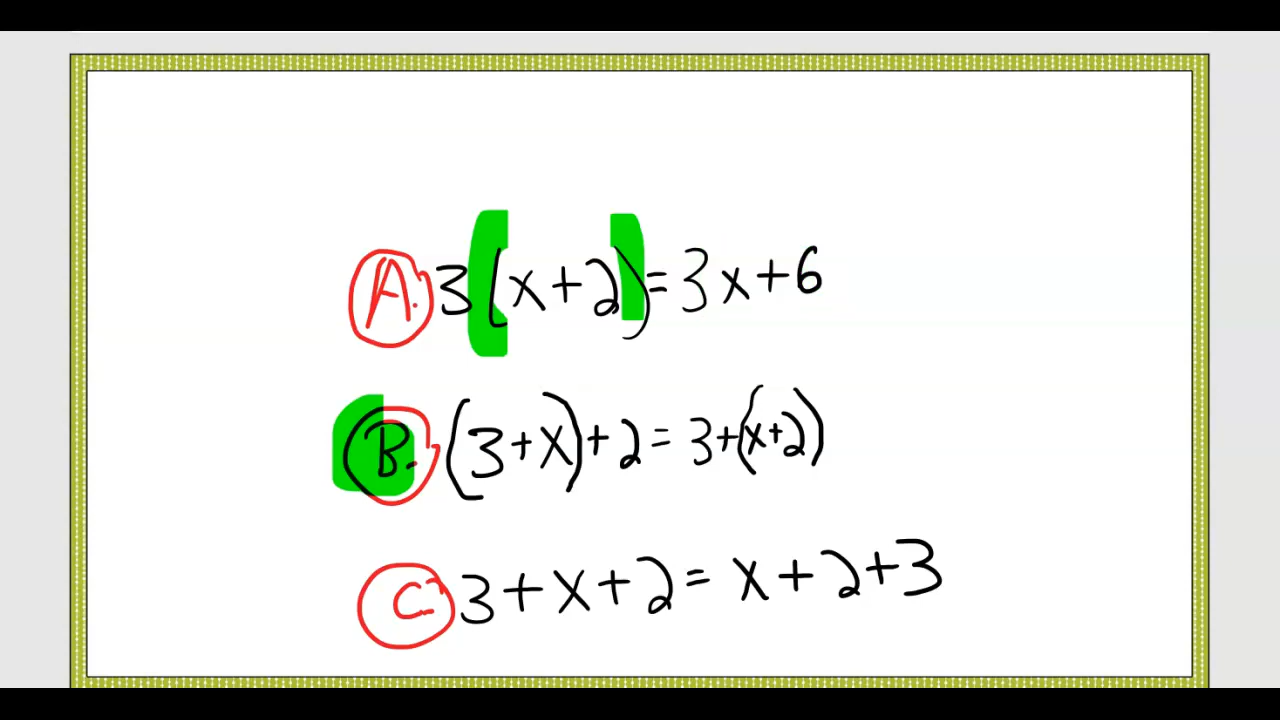 A. 3(x+2)=3x+6
B. (3+x)+2=3+(x+2)
C. 3+x+2=x+2+3